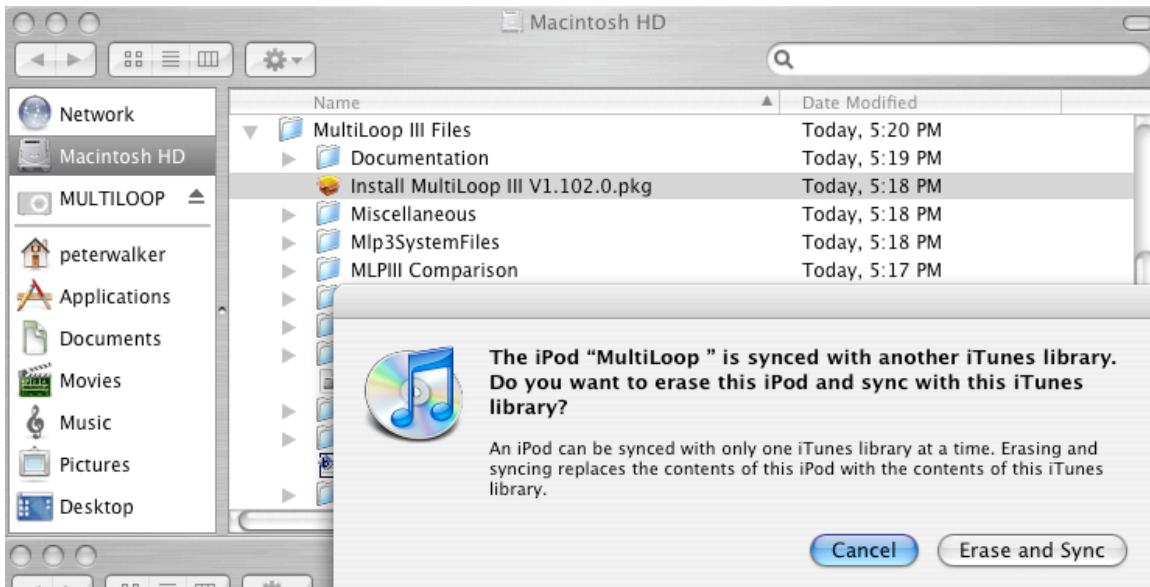 Macintosh HD
Name Date Modified
Network
Macintosh HD
MULTILOOP
peterwalker
Applications
Documents
Movies
Music
Pictures
Desktop
MultiLoop III Files Today, 5:20 PM
Documentation Today, 5:19 PM
Install MultiLoop III V1.102.0.pkg Today, 5:18 PM
Miscellaneous Today, 5:18 PM
Mlp3SystemFiles Today, 5:18 PM
MLPIII Comparison Today, 5:17 PM
The iPod “MultiLoop ” is synced with another iTunes library.
Do you want to erase this iPod and sync with this iTunes
library?
An iPod can be synced with only one iTunes library at a time. Erasing and
syncing replaces the contents of this iPod with the contents of this iTunes
library.
Cancel Erase and Sync